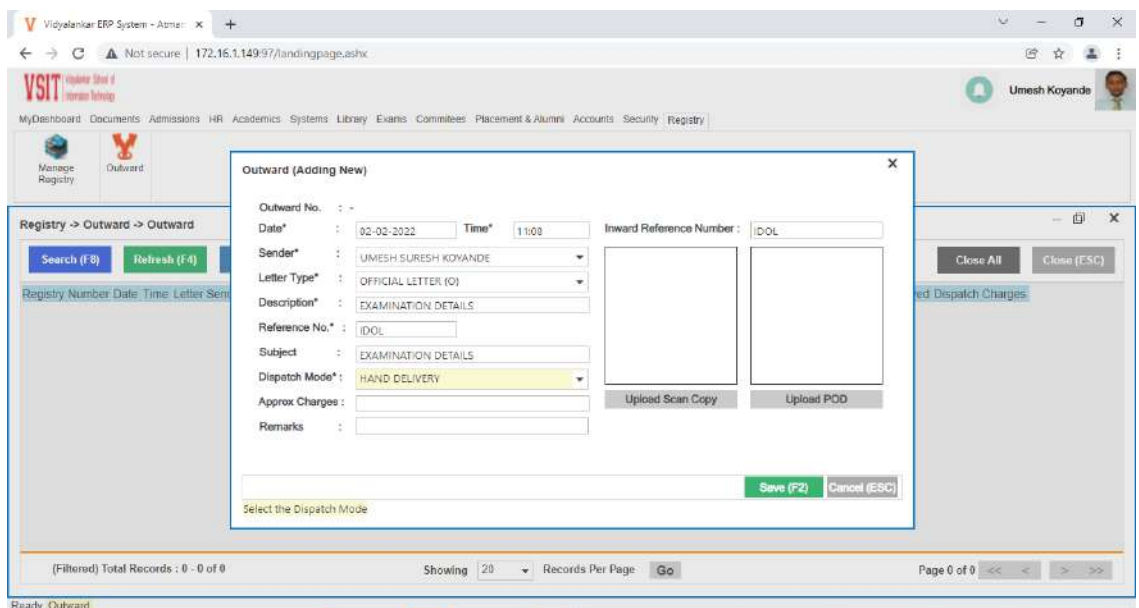 Vidyalankar ERP System - Atma
Not secure | 172.16.1.149:97/landingpage.ashx
VSIT Vidyalankar School of
Information Technology
Umesh Koyande
MyDashboard Documents Admissions HR Academics Systems Library Exams Commitees Placement & Alumni Accounts Security Registry
Manage
Registry
Outward
Registry -> Outward -> Outward
Search (F8) Refresh (F4) Close All Close (ESC)
Registry Number Date Time Letter Dispatch Charges
Outward (Adding New) X
Outward No. : -
Date* : 02-02-2022 Time* 11:00 Inward Reference Number : IDOL
Sender* : UMESH SURESH KOYANDE
Letter Type* : OFFICIAL LETTER (O)
Description* : EXAMINATION DETAILS
Reference No.* : IDOL
Subject : EXAMINATION DETAILS
Dispatch Mode* : HAND DELIVERY
Approx Charges :
Remarks :
Upload Scan Copy Upload POD
Save (F2) Cancel (ESC)
Select the Dispatch Mode
(Filtered) Total Records : 0 - 0 of 0 Showing 20 Records Per Page Go Page 0 of 0 << < > >>
Ready Outward